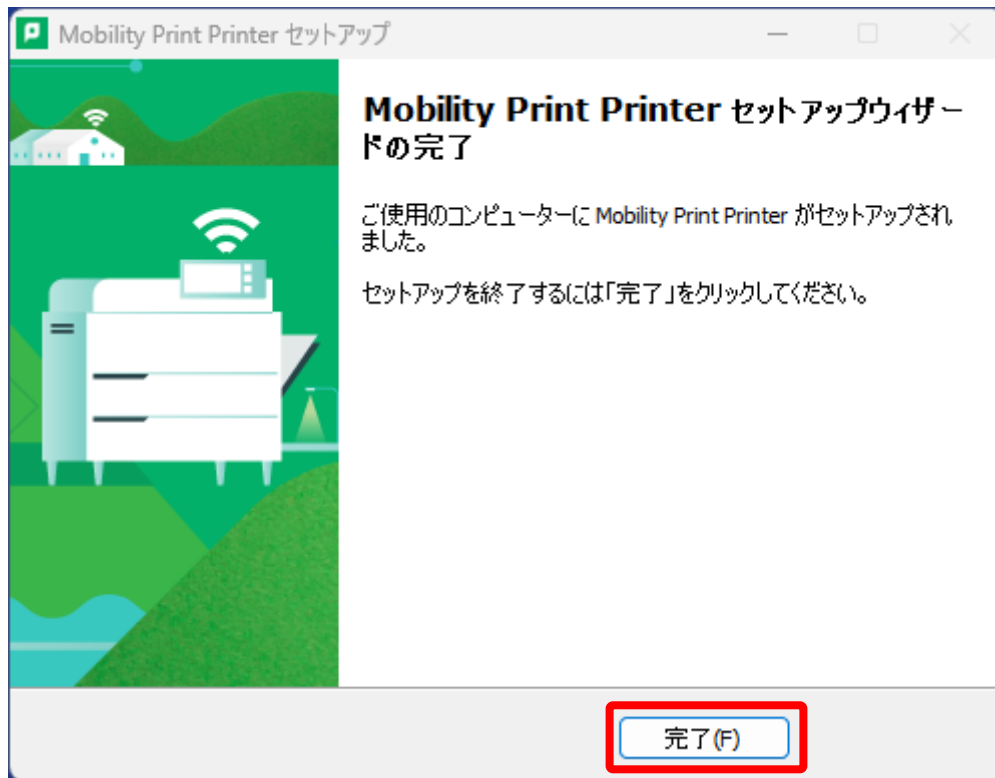 Mobility Print Printer セットアップ
Mobility Print Printer セットアップウィザー
ドの完了
ご使用のコンピューターに Mobility Print Printer がセットアップされ
ました。
セットアップを終了するには「完了」をクリックしてください。
完了(F)